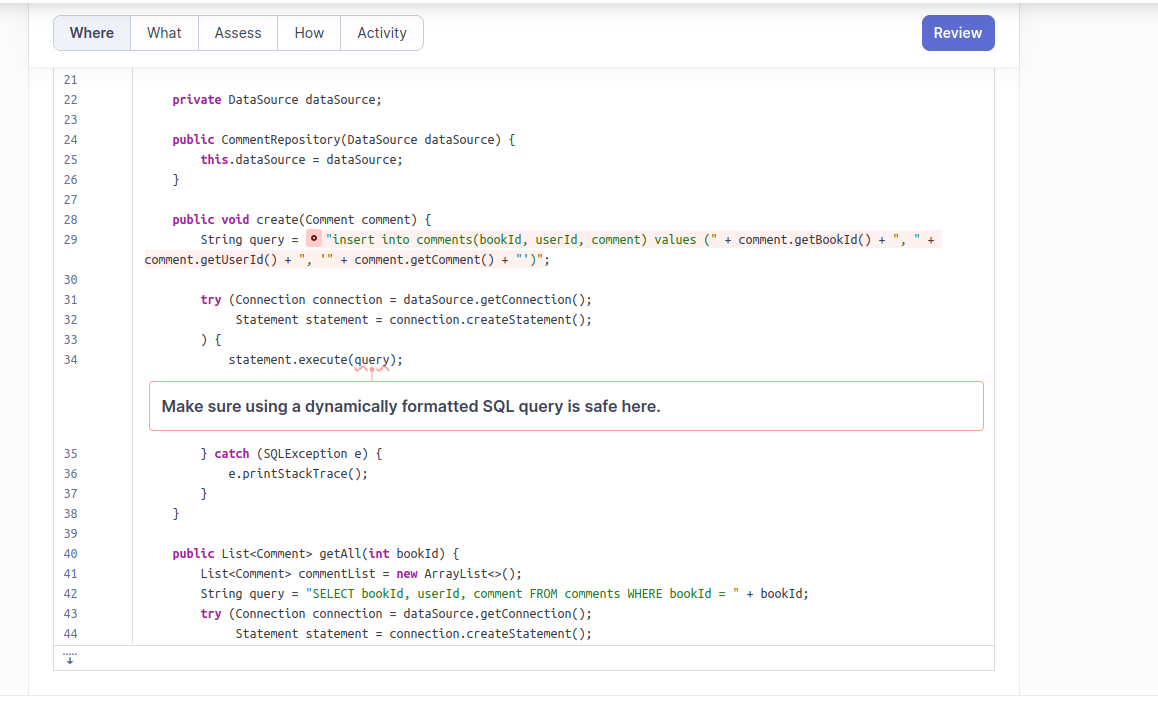 Where What Assess How Activity Review
21
22 private DataSource dataSource;
23
24 public CommentRepository(DataSource dataSource) {
25 this.dataSource = dataSource;
26 }
27
28 public void create(Comment comment) {
29 String query = "insert into comments(bookId, userId, comment) values (" + comment.getBookId() + ", " +
comment.getUserId() + ", '" + comment.getComment() + "')";
30
31 try (Connection connection = dataSource.getConnection();
32 Statement statement = connection.createStatement();
33 ) {
34 statement.execute(query);
Make sure using a dynamically formatted SQL query is safe here.
35 } catch (SQLException e) {
36 e.printStackTrace();
37 }
38 }
39
40 public List<Comment> getAll(int bookId) {
41 List<Comment> commentList = new ArrayList<>();
42 String query = "SELECT bookId, userId, comment FROM comments WHERE bookId = " + bookId;
43 try (Connection connection = dataSource.getConnection();
44 Statement statement = connection.createStatement();